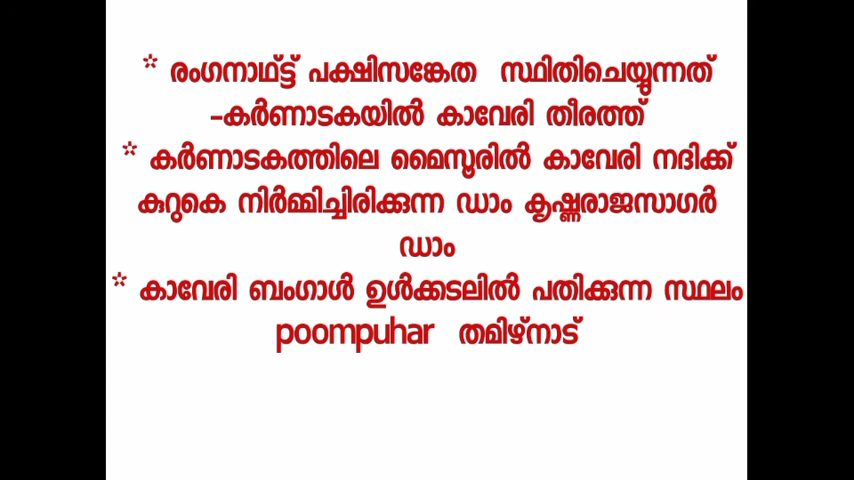 * രംഗനാഥ്ട്ട് പക്ഷിസങ്കേത സ്ഥിതിചെയ്യുന്നത്
-കർണാടകയിൽ കാവേരി തീരത്ത്
* കർണാടകത്തിലെ മൈസൂരിൽ കാവേരി നദിക്ക്
കുറുകെ നിർമ്മിച്ചിരിക്കുന്ന ഡാം കൃഷ്ണരാജസാഗർ
ഡാം
* കാവേരി ബംഗാൾ ഉൾക്കടലിൽ പതിക്കുന്ന സ്ഥലം
poompuhar തമിഴ്നാട്